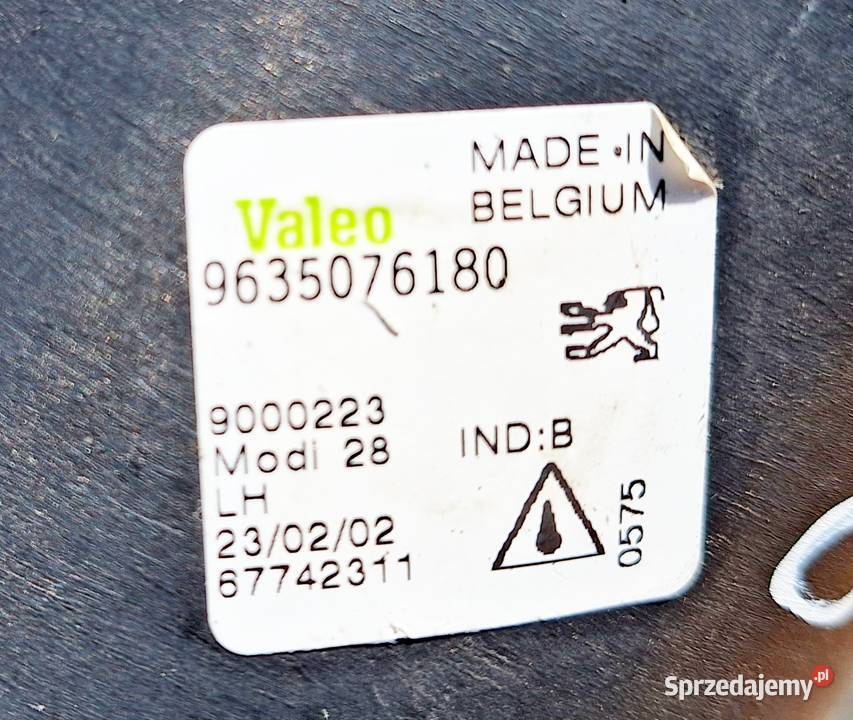 MADE IN
BELGIUM
Valeo
9635076180
9000223
Modi 28
IND:B
LH
23/02/02
67742311
0575
Sprzedajemy.pl